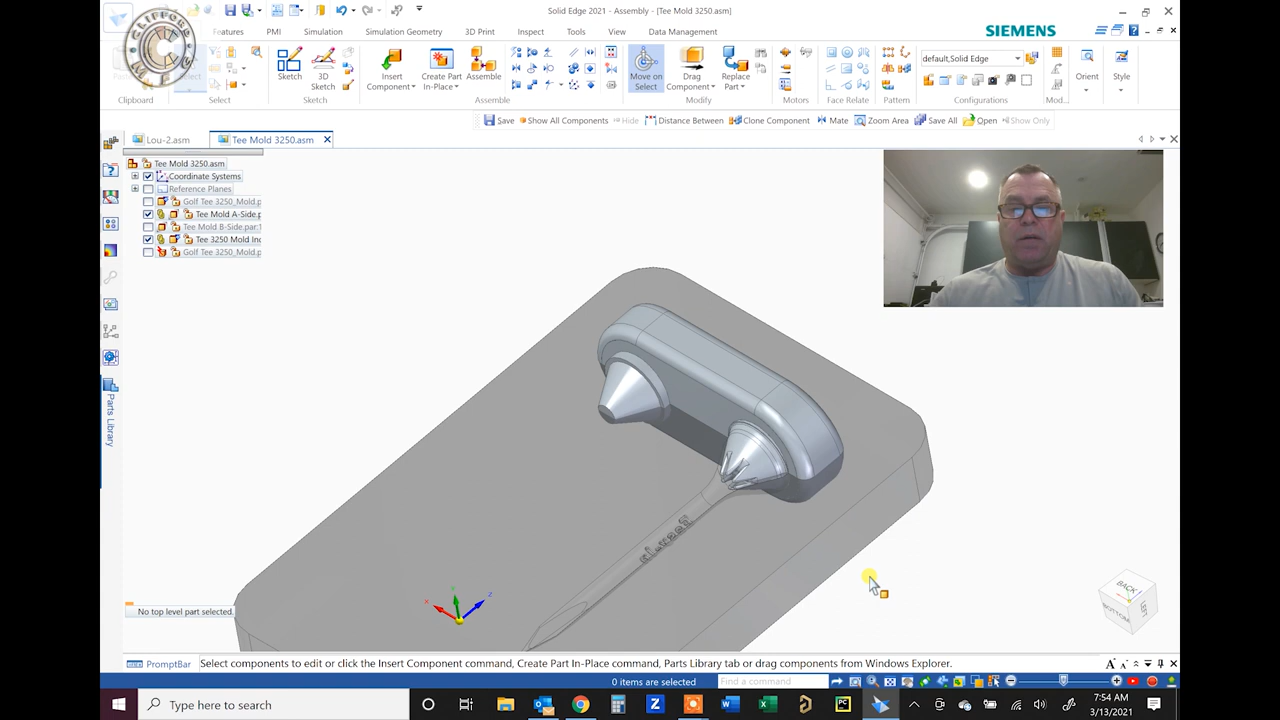 Solid Edge 2021 - Assembly - [Tee Mold 3250.asm]
Features PMI Simulation Simulation Geometry 3D Print Inspect Tools View Data Management
SIEMENS
CLIFFORD
Select
Sketch
3D Sketch
Insert Component
Create Part In-Place
Assemble
Move on Select
Drag Component
Replace Part
default,Solid Edge
Orient
Style
Clipboard Select Sketch Assemble Modify Motors Face Relate Pattern Configurations Mod...
Save Show All Components Hide Distance Between Clone Component Mate Zoom Area Save All Open Show Only
Lou-2.asm
Tee Mold 3250.asm
Tee Mold 3250.asm
Coordinate Systems
Reference Planes
Golf Tee 3250_Mold.p
Tee Mold A-Side.p
Tee Mold B-Side.par:1
Tee 3250 Mold Inc
Golf Tee 3250_Mold.p
Parts Library
BACK
BOTTOM
No top level part selected.
PromptBar
Select components to edit or click the Insert Component command, Create Part In-Place command, Parts Library tab or drag components from Windows Explorer.
0 items are selected
Find a command
Type here to search
7:54 AM
3/13/2021